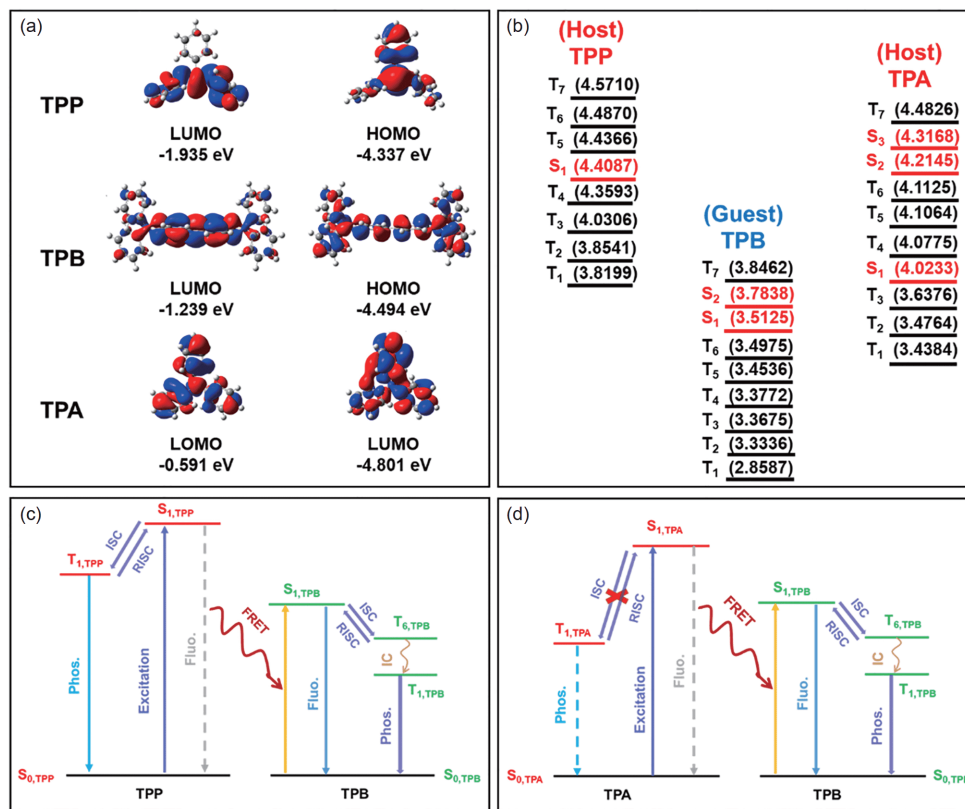 (a)
TPP
LUMO
-1.935 eV
HOMO
-4.337 eV
TPB
LUMO
-1.239 eV
HOMO
-4.494 eV
TPA
LOMO
-0.591 eV
LUMO
-4.801 eV
(b)
(Host)
TPP
T7 (4.5710)
T6 (4.4870)
T5 (4.4366)
S1 (4.4087)
T4 (4.3593)
T3 (4.0306)
T2 (3.8541)
T1 (3.8199)
(Guest)
TPB
T7 (3.8462)
S2 (3.7838)
S1 (3.5125)
T6 (3.4975)
T5 (3.4536)
T4 (3.3772)
T3 (3.3675)
T2 (3.3336)
T1 (2.8587)
(Host)
TPA
T7 (4.4826)
S3 (4.3168)
S2 (4.2145)
T6 (4.1125)
T5 (4.1064)
T4 (4.0775)
S1 (4.0233)
T3 (3.6376)
T2 (3.4764)
T1 (3.4384)
(c)
S1,TPP
T1,TPP
ISC
RISC
Phos.
Excitation
Fluo.
FRET
S1,TPB
ISC
RISC
T6,TPB
IC
T1,TPB
Fluo.
Phos.
S0,TPP
S0,TPB
TPP
TPB
(d)
S1,TPA
T1,TPA
ISC
RISC
Phos.
Excitation
Fluo.
FRET
S1,TPB
ISC
RISC
T6,TPB
IC
T1,TPB
Fluo.
Phos.
S0,TPA
S0,TP
TPA
TPB